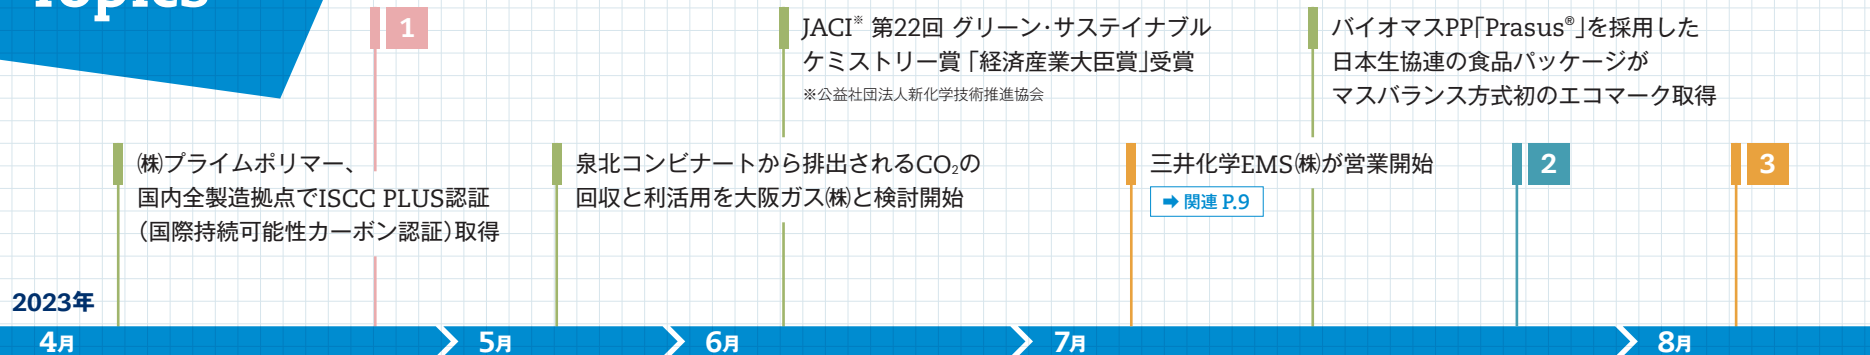 Topics
1
JACI※ 第22回 グリーン・サステイナブル
ケミストリー賞「経済産業大臣賞」受賞
※公益社団法人新化学技術推進協会
バイオマスPP「Prasus®」を採用した
日本生協連の食品パッケージが
マスバランス方式初のエコマーク取得
㈱プライムポリマー、
国内全製造拠点でISCC PLUS認証
（国際持続可能性カーボン認証）取得
泉北コンビナートから排出されるCO₂の
回収と利活用を大阪ガス㈱と検討開始
三井化学EMS㈱が営業開始
➡ 関連 P.9
2
3
2023年
4月
5月
6月
7月
8月